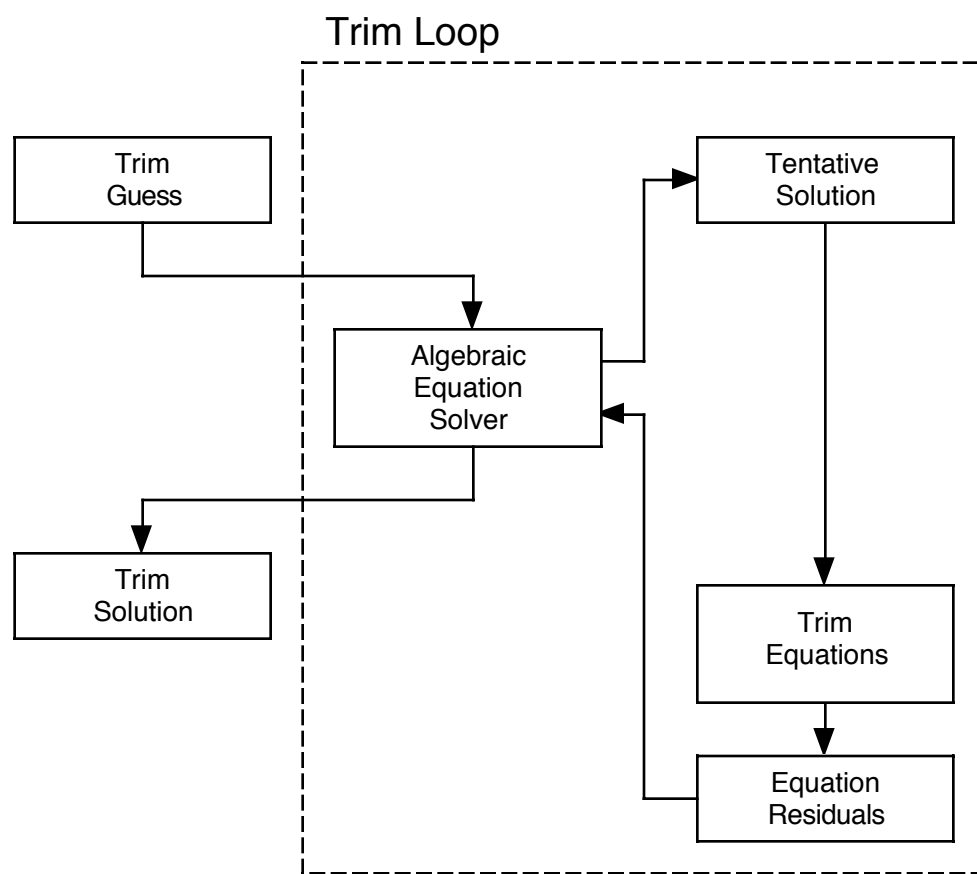 Trim Loop
Trim
Guess
Tentative
Solution
Algebraic
Equation
Solver
Trim
Solution
Trim
Equations
Equation
Residuals